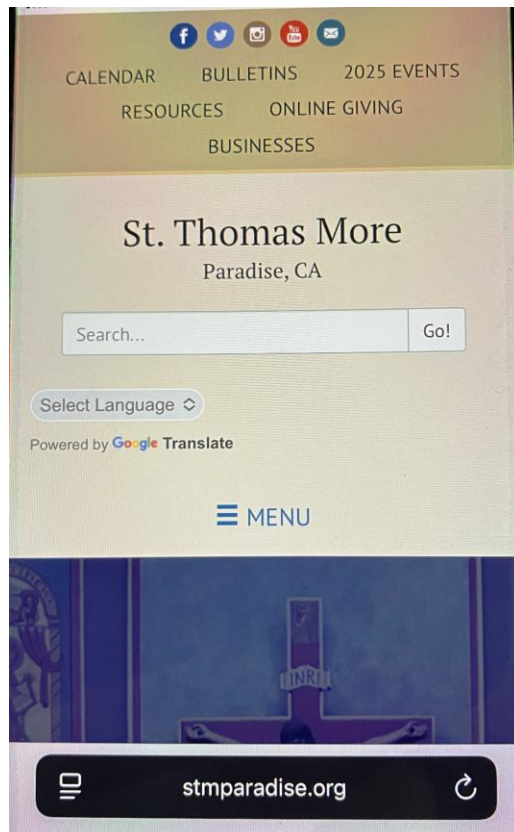 CALENDAR BULLETINS 2025 EVENTS
RESOURCES ONLINE GIVING
BUSINESSES
St. Thomas More
Paradise, CA
Search... Go!
Select Language
Powered by Google Translate
MENU
INRI
stmparadise.org